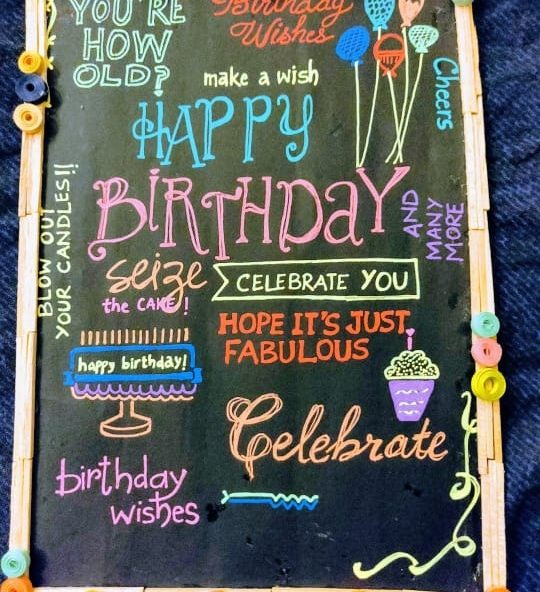 YOU'RE
HOW
OLD?
Birthday
Wishes
make a wish
Cheers
HAPPY
BiRTHDaY
AND
MANY
MORE
BLOW OUT
YOUR CANDLES!!
seize
the CAKE!
CELEBRATE YOU
HOPE IT'S JUST
FABULOUS
happy birthday!
Celebrate
birthday
wishes